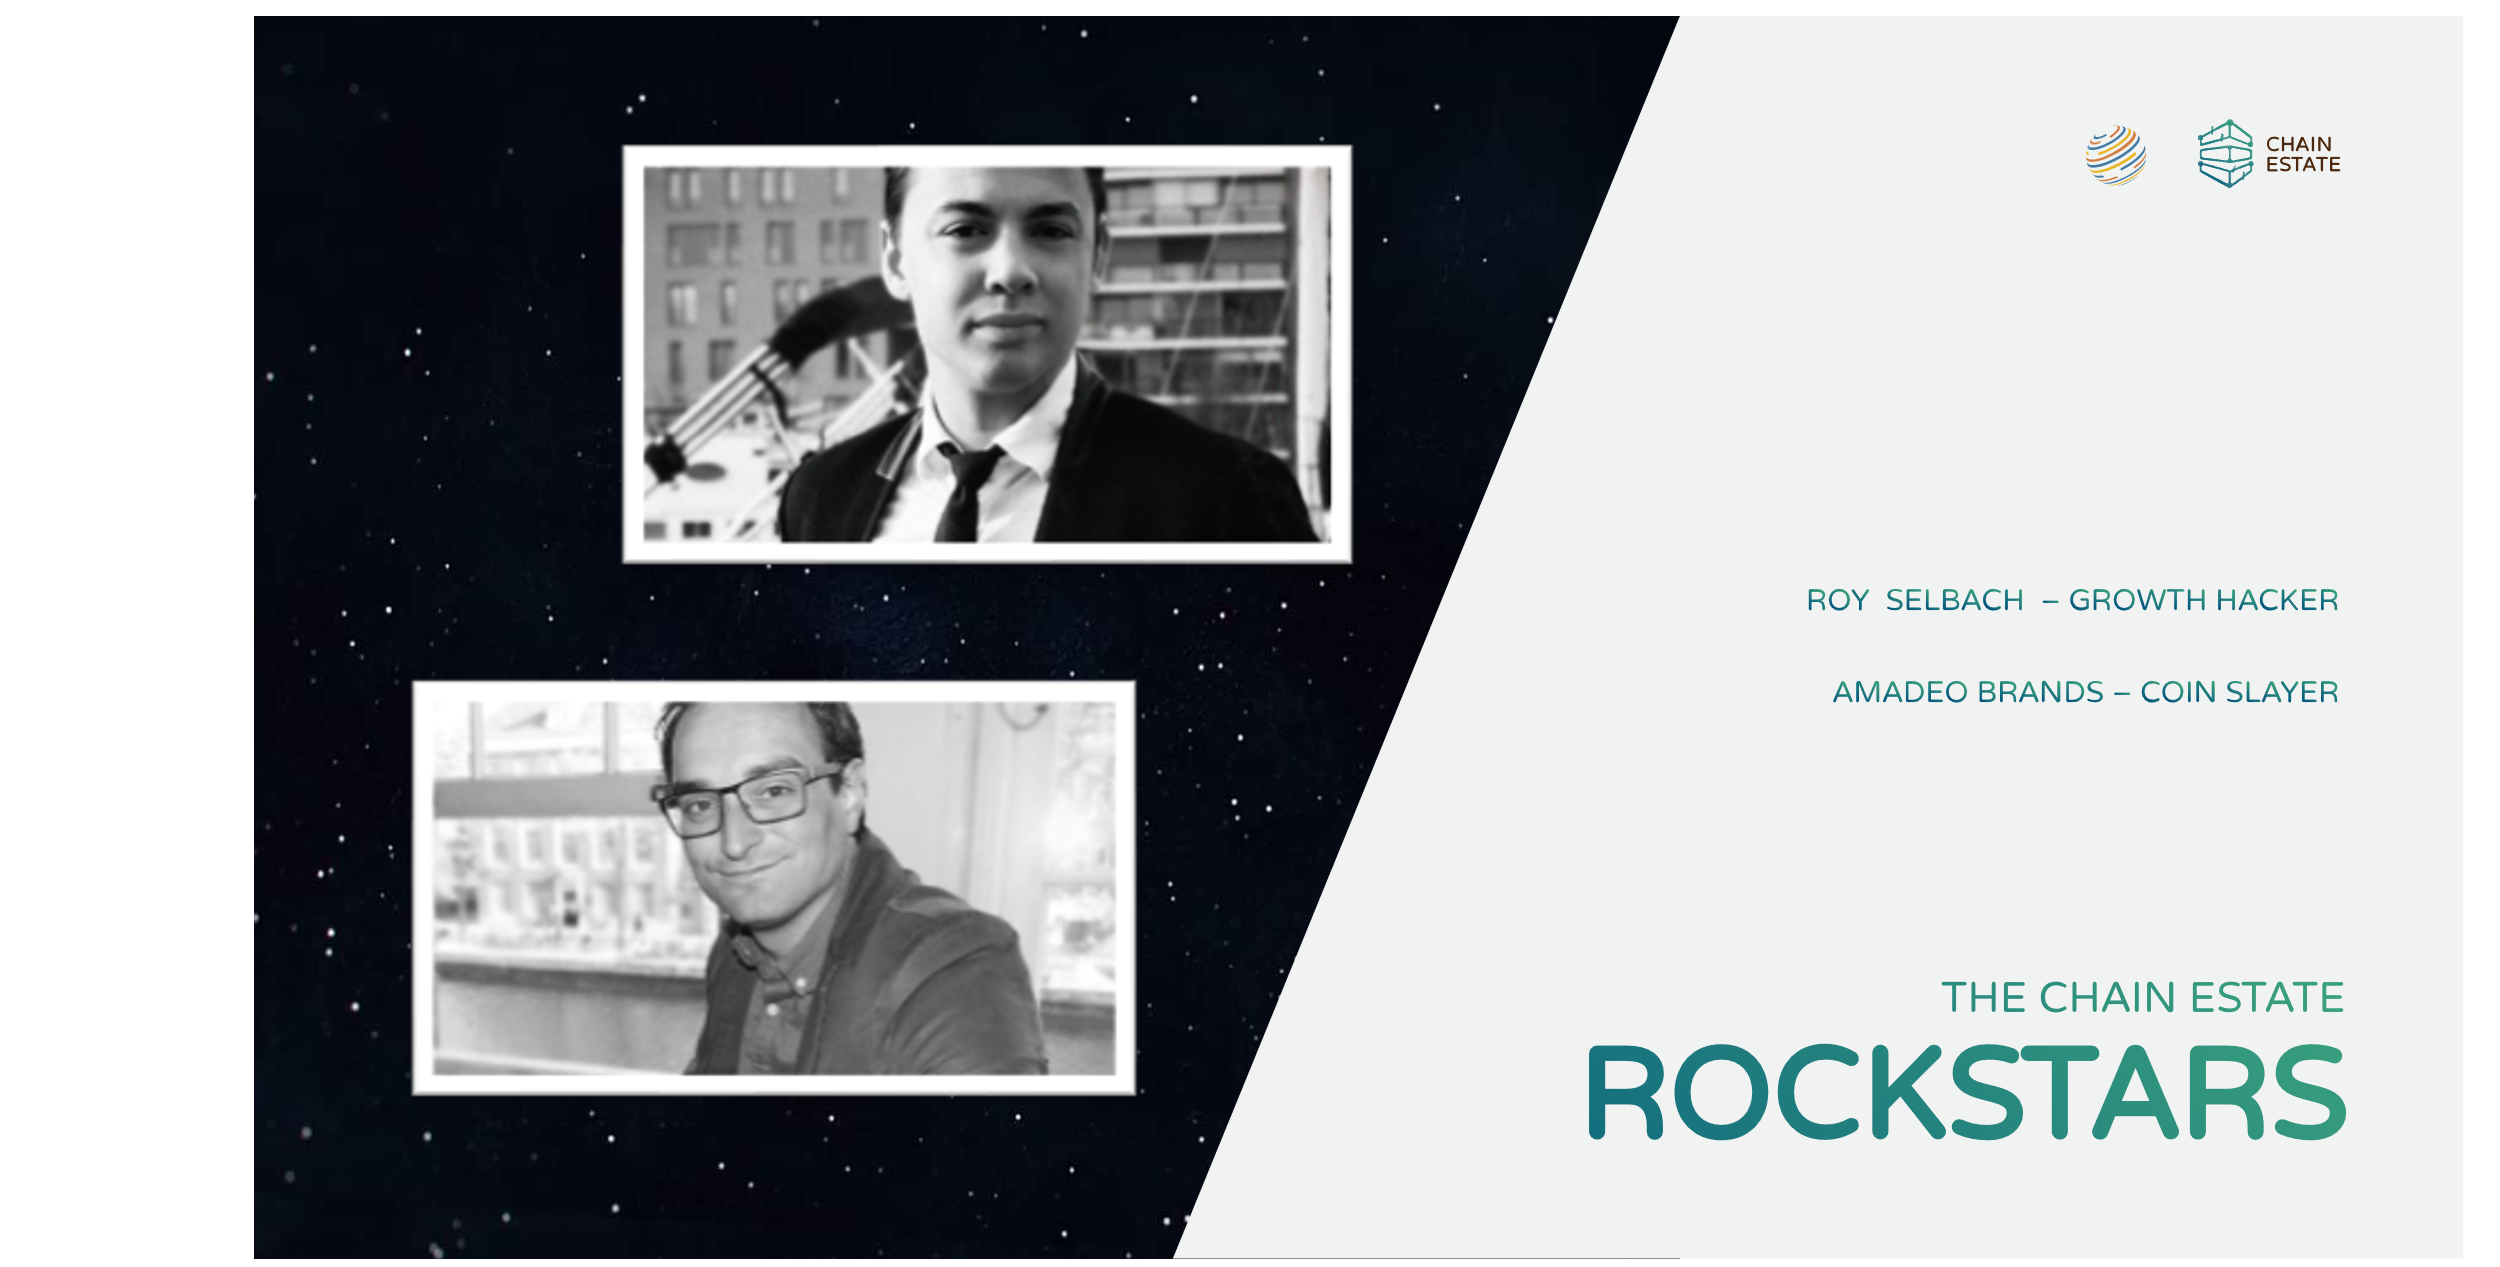 CHAIN
ESTATE
ROY SELBACH – GROWTH HACKER
AMADEO BRANDS – COIN SLAYER
THE CHAIN ESTATE
ROCKSTARS